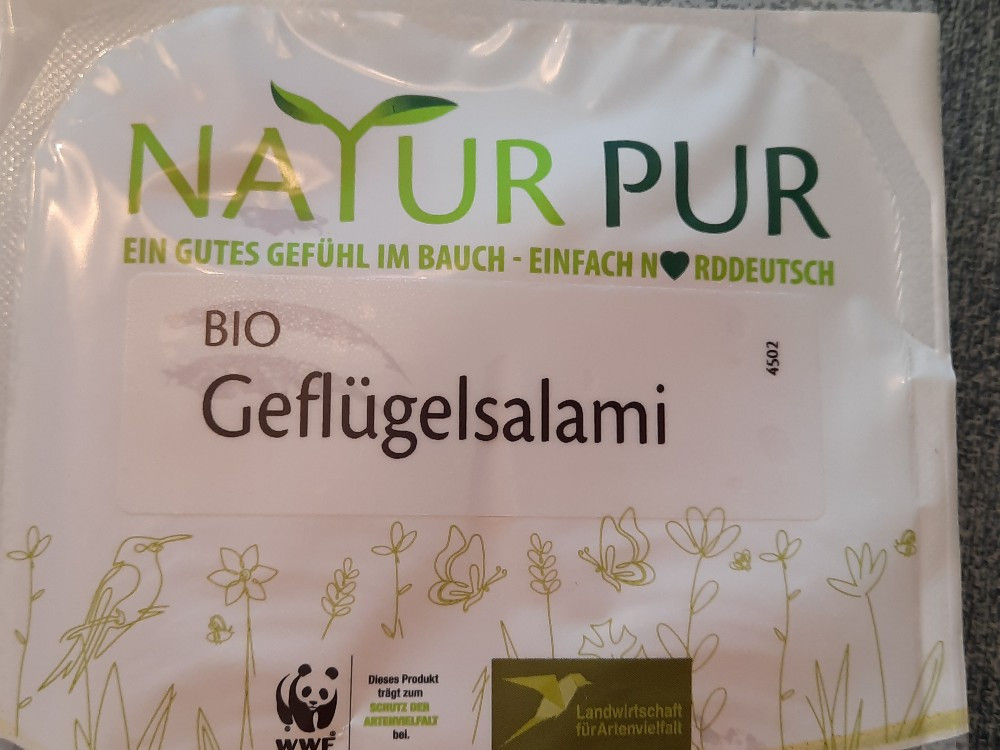 NATUR PUR
EIN GUTES GEFÜHL IM BAUCH - EINFACH N♥RDDEUTSCH
BIO
Geflügelsalami
4502
WWF
Dieses Produkt
trägt zum
SCHUTZ DER
ARTENVIELFALT
bei.
Landwirtschaft
fürArtenvielfalt